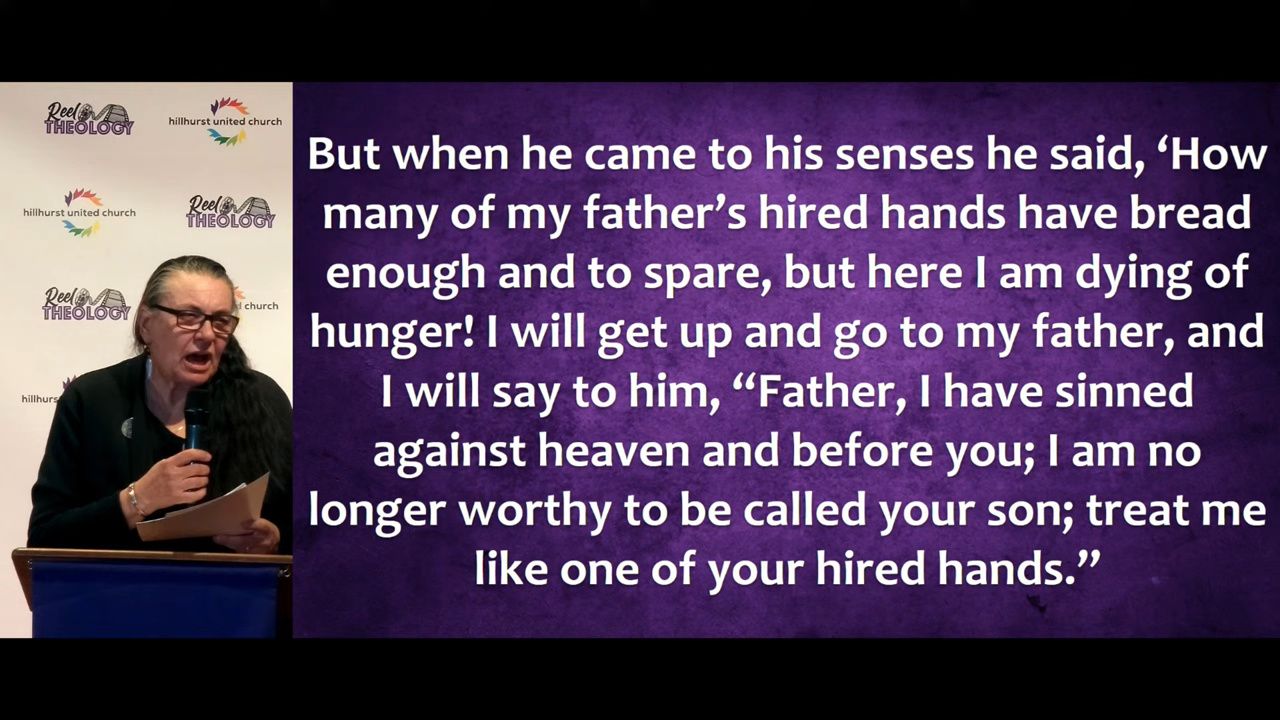 Reel
THEOLOGY
hillhurst united church
hillhurst united church
Reel
THEOLOGY
Reel
THEOLOGY
church
hillhurs
But when he came to his senses he said, ‘How
many of my father’s hired hands have bread
enough and to spare, but here I am dying of
hunger! I will get up and go to my father, and
I will say to him, “Father, I have sinned
against heaven and before you; I am no
longer worthy to be called your son; treat me
like one of your hired hands.”